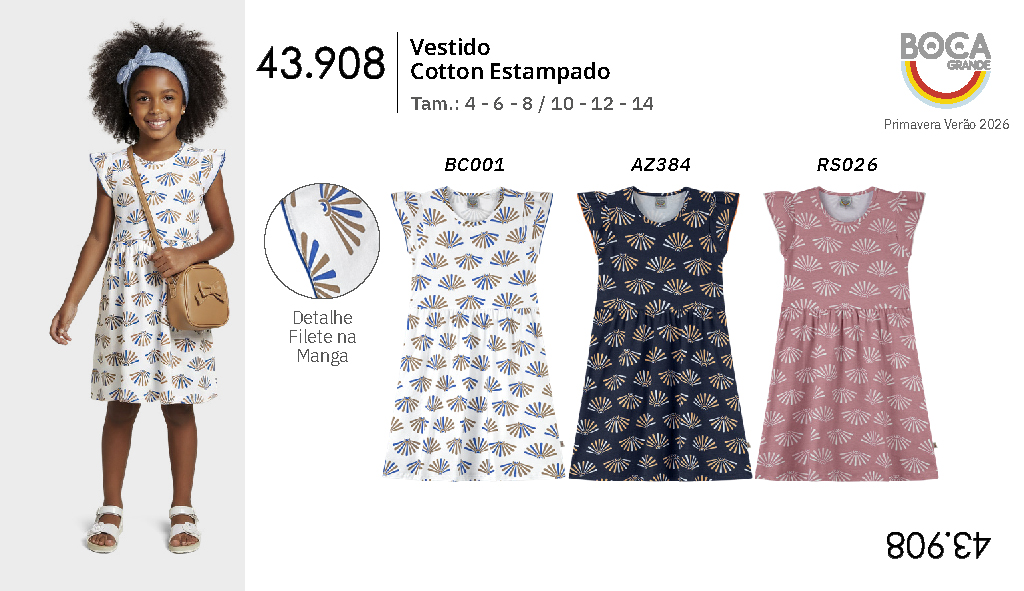 43.908
Vestido
Cotton Estampado
Tam.: 4 - 6 - 8 / 10 - 12 - 14
BOCA
GRANDE
Primavera Verão 2026
BC001
AZ384
RS026
Detalhe
Filete na
Manga
43.908